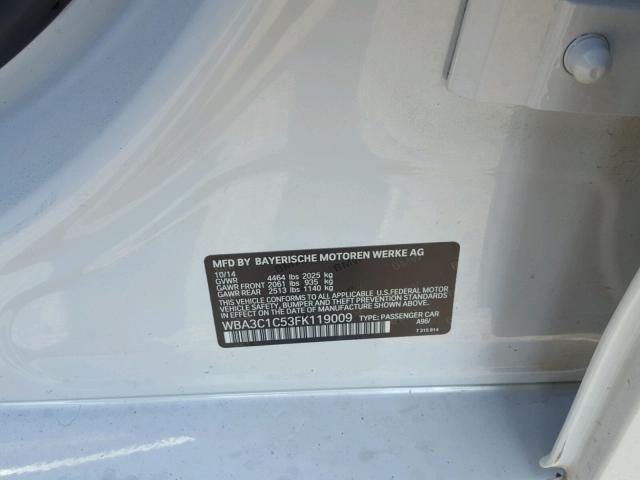 MFD BY BAYERISCHE MOTOREN WERKE AG
10/14
GVWR 4464 lbs 2025 kg
GAWR FRONT 2061 lbs 935 kg
GAWR REAR 2513 lbs 1140 kg
THIS VEHICLE CONFORMS TO ALL APPLICABLE U.S.FEDERAL MOTOR
VEHICLE SAFETY, BUMPER, AND THEFT PREVENTION STANDARDS
IN EFFECT ON THE DATE OF MANUFACTURE SHOWN ABOVE.
WBA3C1C53FK119009 TYPE: PASSENGER CAR
A96/